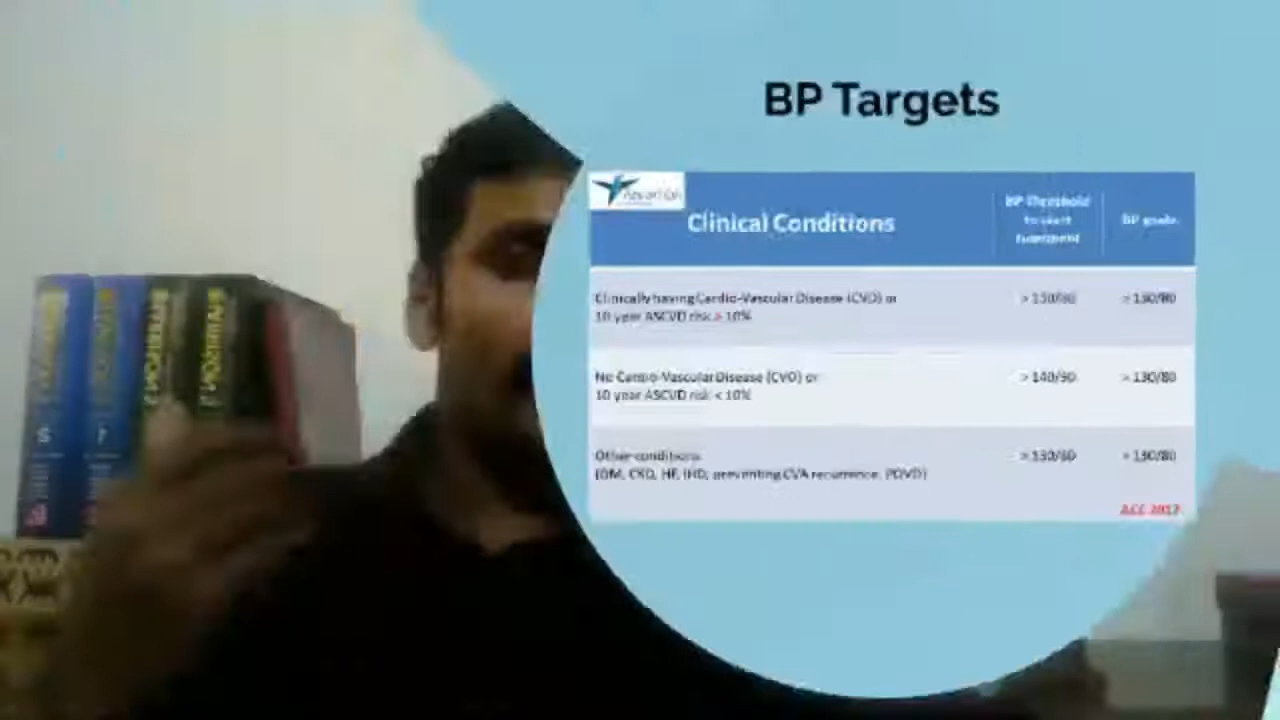 BP Targets
Clinical Conditions
BP Threshold
to start
treatment
BP goals
Clinically having Cardio-Vascular Disease (CVD) or
10 year ASCVD risk ≥ 10%
> 130/80
> 130/80
No Cardio-Vascular Disease (CVD) or
10 year ASCVD risk < 10%
> 140/90
> 130/80
Other conditions
(DM, CKD, HF, IHD, preventing CVA recurrence, POVD)
> 130/80
> 130/80
ACC 2017